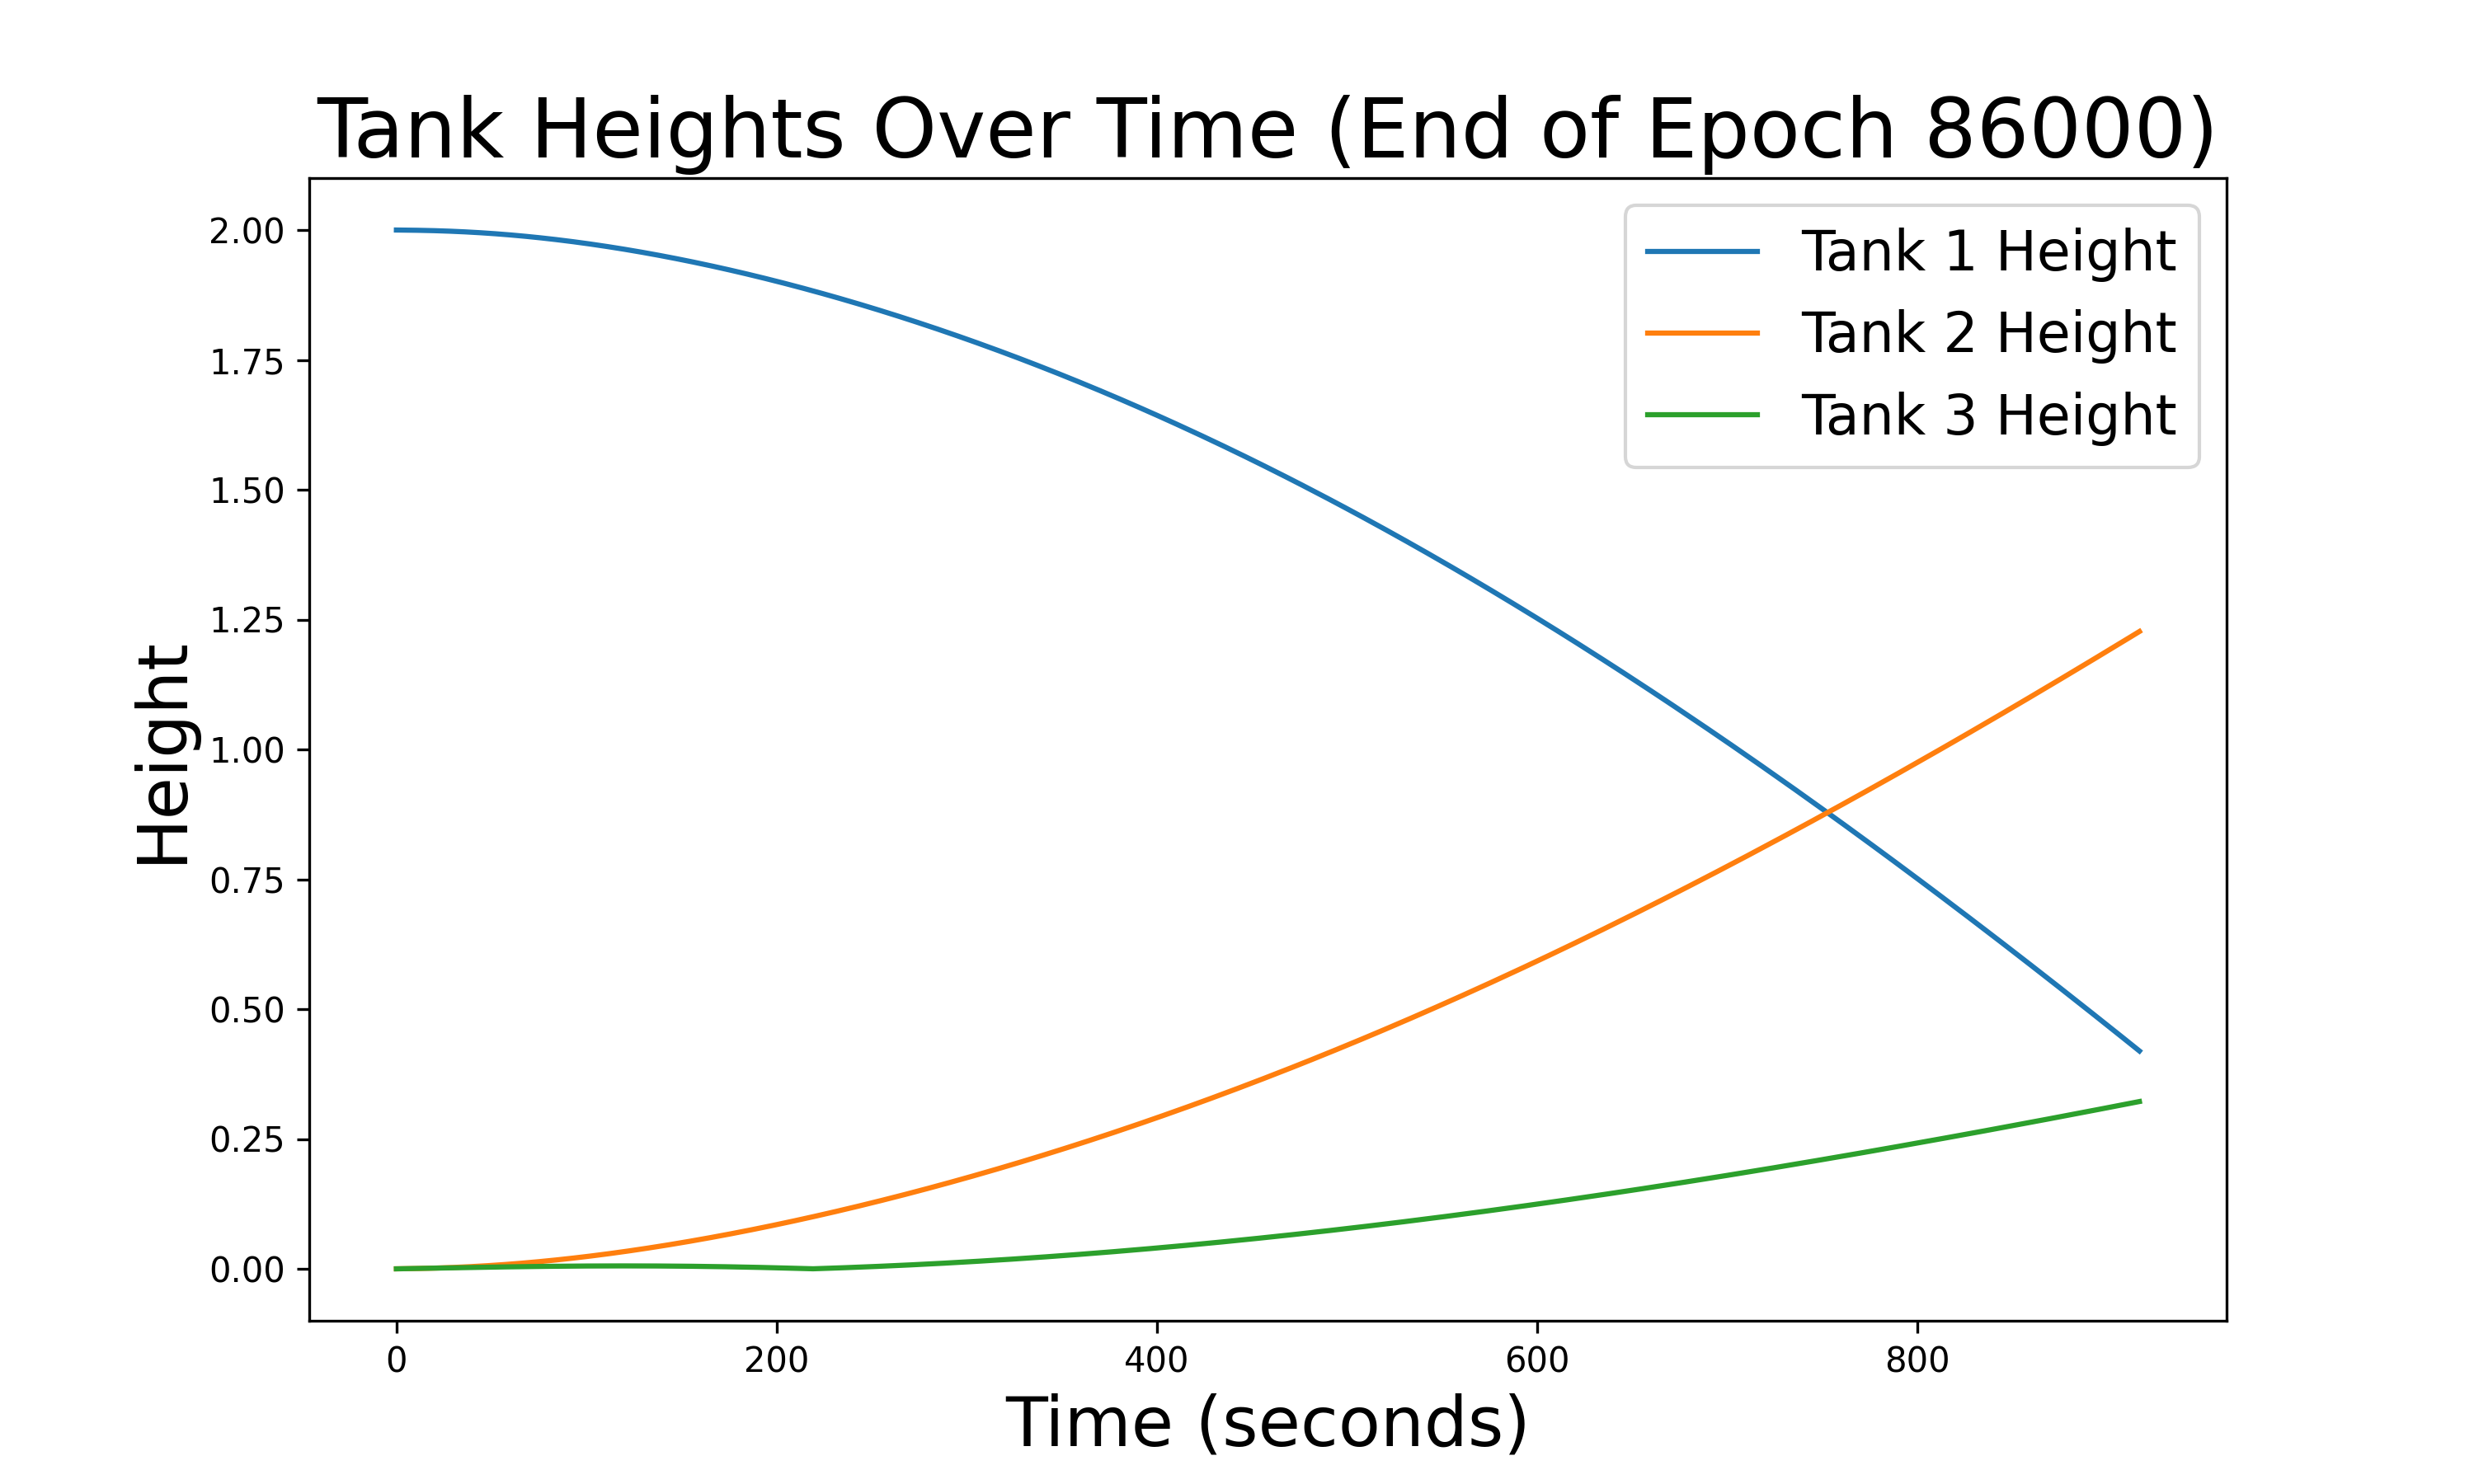 Tank Heights Over Time (End of Epoch 86000)
Tank 1 Height
Tank 2 Height
Tank 3 Height
Height
2.00
1.75
1.50
1.25
1.00
0.75
0.50
0.25
0.00
0 200 400 600 800
Time (seconds)